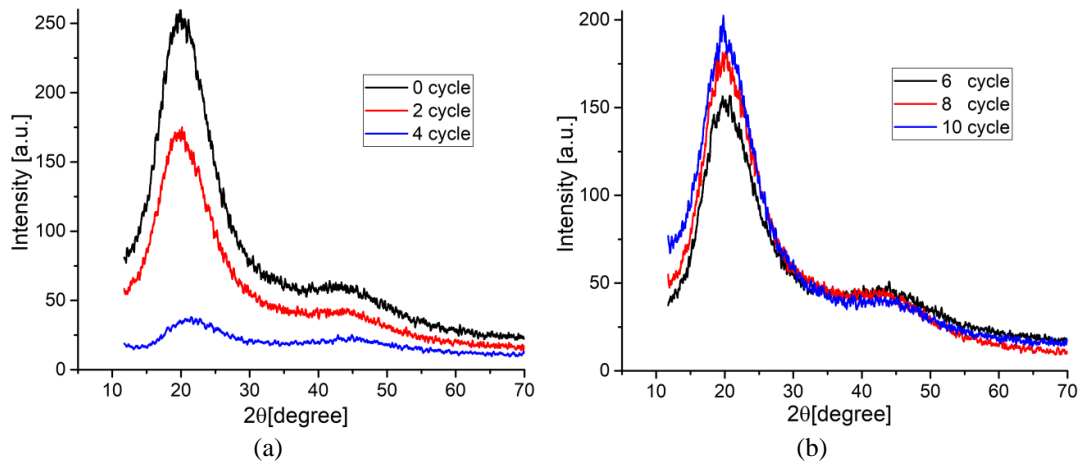 250
200
150
100
50
0
Intensity [a.u.]
0 cycle
2 cycle
4 cycle
10 20 30 40 50 60 70
2θ[degree]
(a)
200
150
100
50
0
Intensity [a.u.]
6 cycle
8 cycle
10 cycle
10 20 30 40 50 60 70
2θ[degree]
(b)